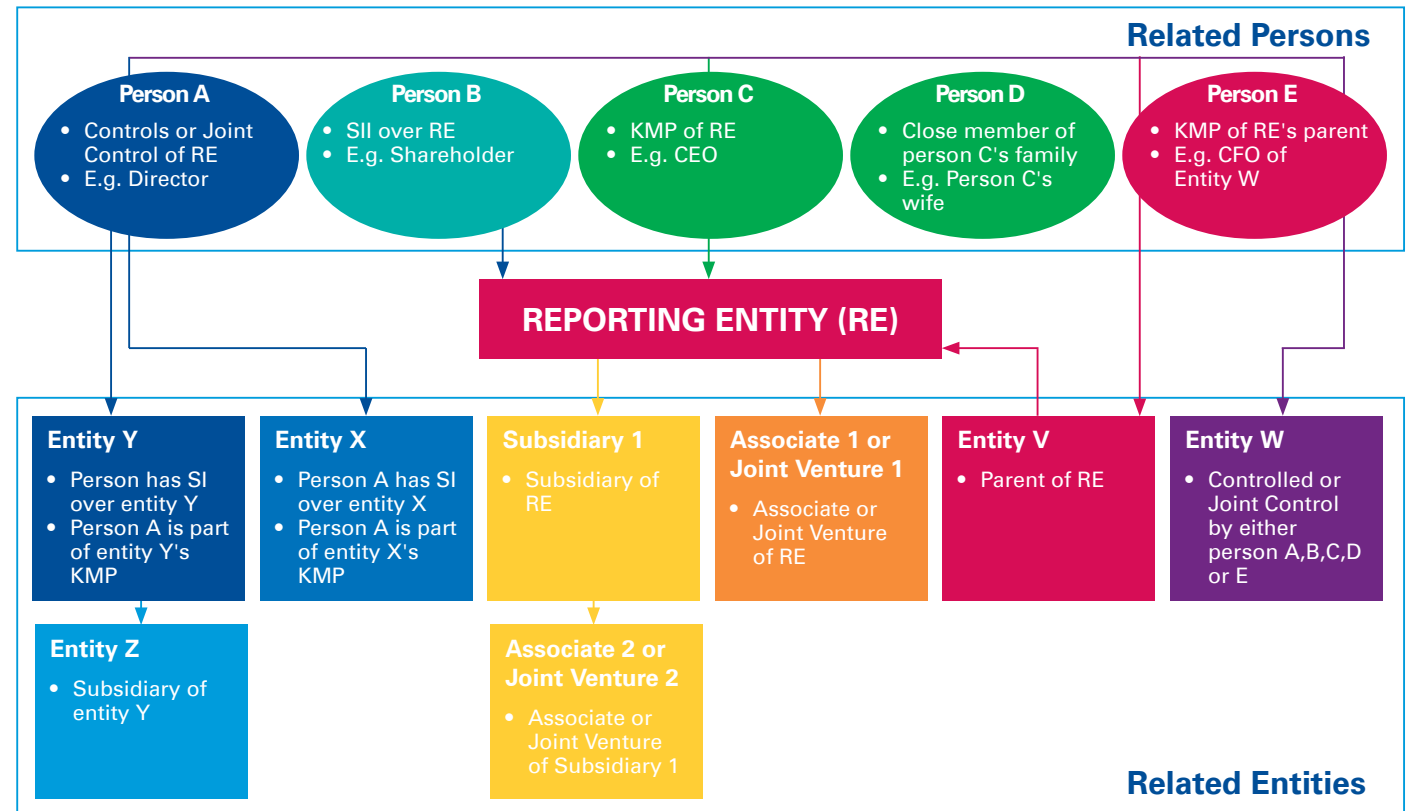 Related Persons
Person A
• Controls or Joint
Control of RE
• E.g. Director
Person B
• SII over RE
• E.g. Shareholder
Person C
• KMP of RE
• E.g. CEO
Person D
• Close member of
person C's family
• E.g. Person C's
wife
Person E
• KMP of RE's parent
• E.g. CFO of
Entity W
REPORTING ENTITY (RE)
Entity Y
• Person has SI
over entity Y
• Person A is part
of entity Y's
KMP
Entity X
• Person A has SI
over entity X
• Person A is part
of entity X's
KMP
Subsidiary 1
• Subsidiary of
RE
Associate 1 or
Joint Venture 1
• Associate or
Joint Venture
of RE
Entity V
• Parent of RE
Entity W
• Controlled or
Joint Control
by either
person A,B,C,D
or E
Entity Z
• Subsidiary of
entity Y
Associate 2 or
Joint Venture 2
• Associate or
Joint Venture
of Subsidiary 1
Related Entities